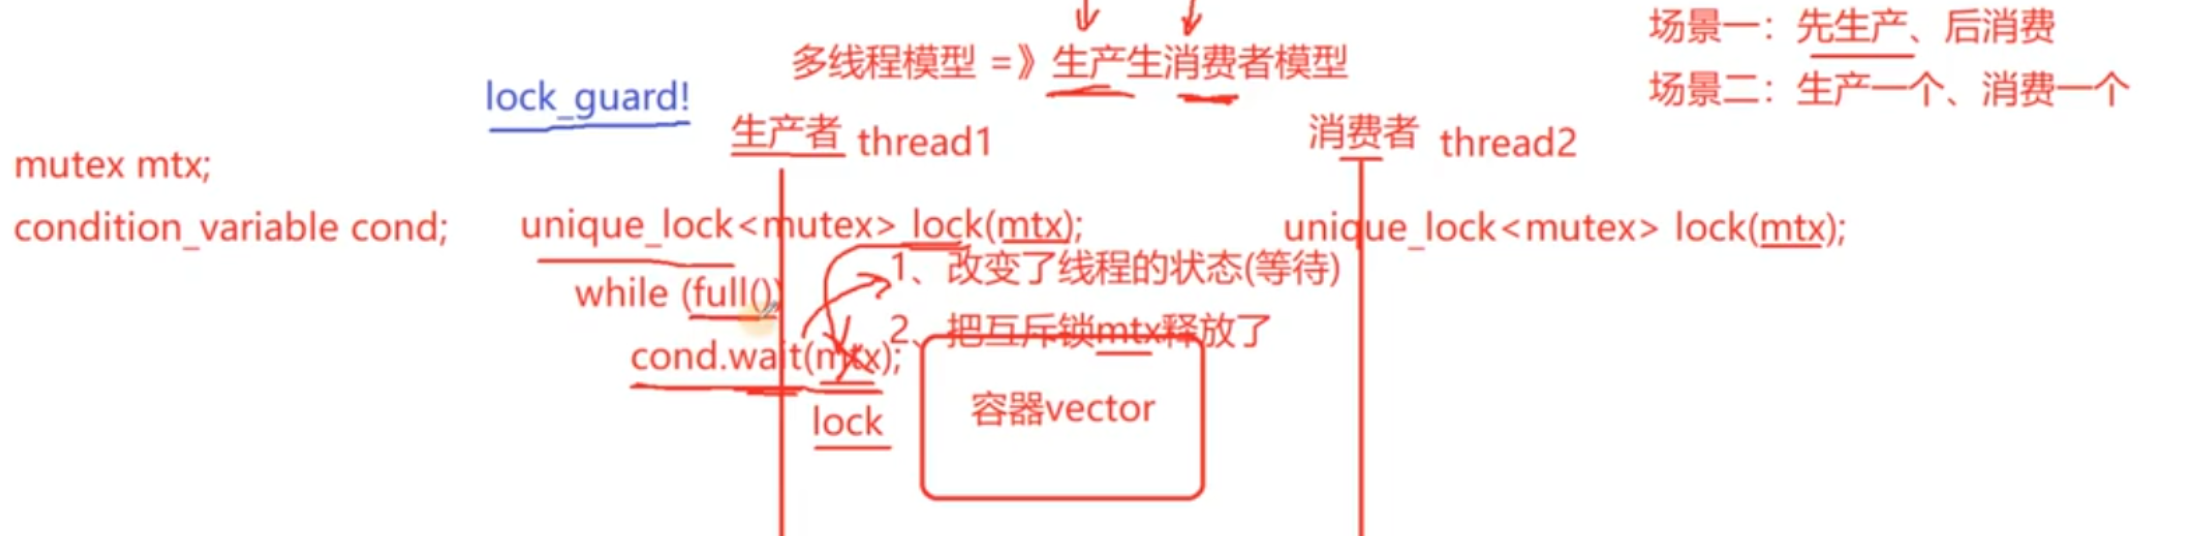 场景一：先生产、后消费
多线程模型 =》生产生消费者模型
场景二：生产一个、消费一个
lock_guard!
生产者 thread1
消费者 thread2
mutex mtx;
condition_variable cond;
unique_lock<mutex> lock(mtx);
unique_lock<mutex> lock(mtx);
1、改变了线程的状态(等待)
while (full())
2、把互斥锁mtx释放了
cond.wait(mtx);
容器vector
lock